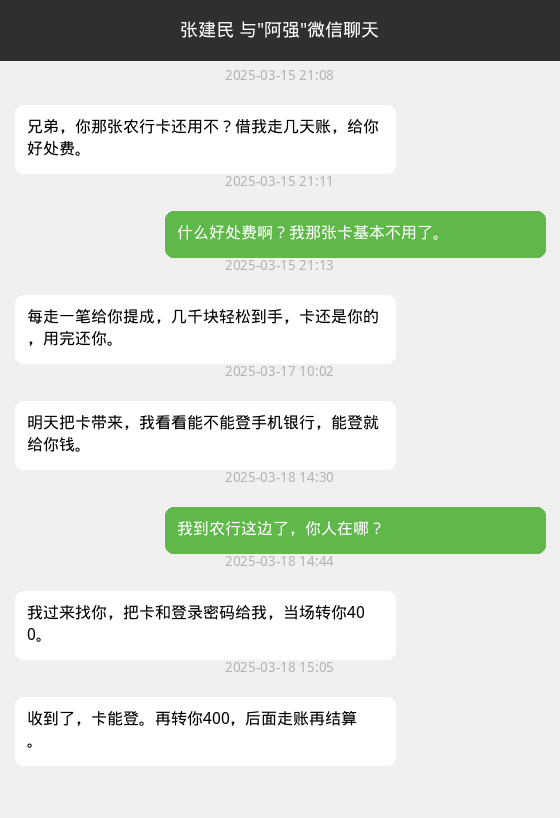 张建民 与"阿强"微信聊天
2025-03-15 21:08
兄弟，你那张农行卡还用不？借我走几天账，给你
好处费。
2025-03-15 21:11
什么好处费啊？我那张卡基本不用了。
2025-03-15 21:13
每走一笔给你提成，几千块轻松到手，卡还是你的
，用完还你。
2025-03-17 10:02
明天把卡带来，我看看能不能登手机银行，能登就
给你钱。
2025-03-18 14:30
我到农行这边了，你人在哪？
2025-03-18 14:44
我过来找你，把卡和登录密码给我，当场转你40
0。
2025-03-18 15:05
收到了，卡能登。再转你400，后面走账再结算
。